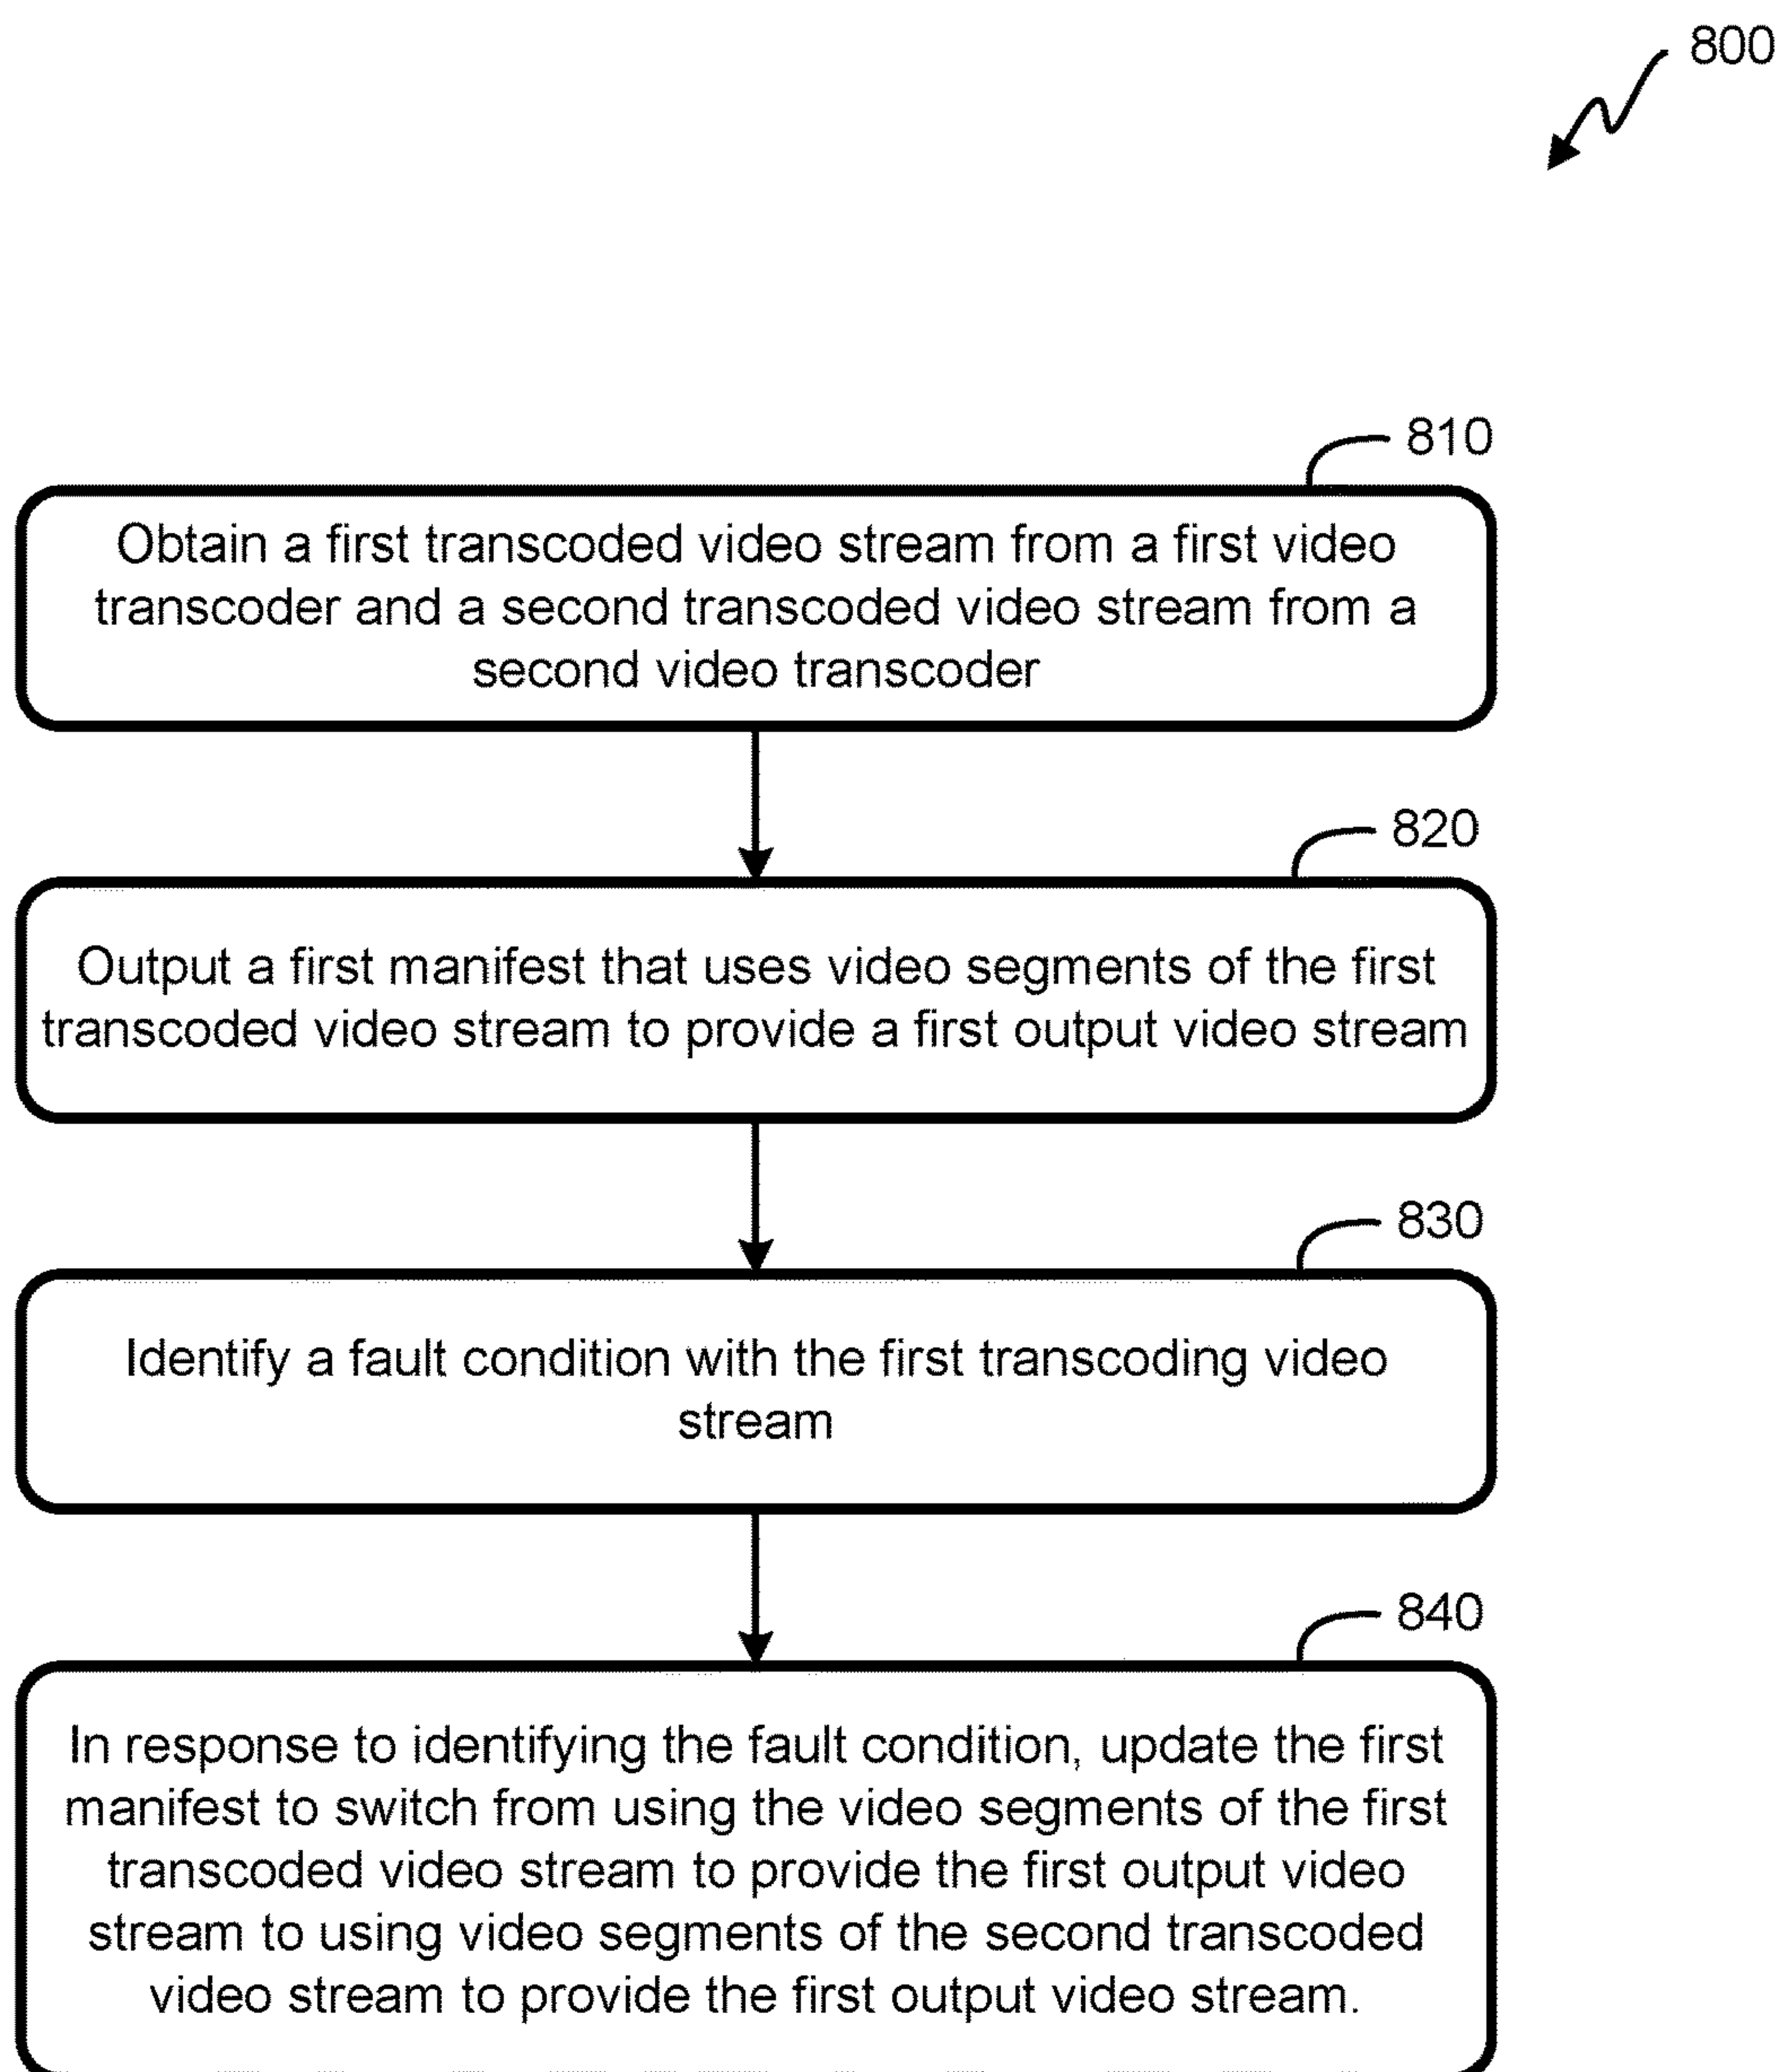 800
810
Obtain a first transcoded video stream from a first video
transcoder and a second transcoded video stream from a
second video transcoder
820
Output a first manifest that uses video segments of the first
transcoded video stream to provide a first output video stream
830
Identify a fault condition with the first transcoding video
stream
840
In response to identifying the fault condition, update the first
manifest to switch from using the video segments of the first
transcoded video stream to provide the first output video
stream to using video segments of the second transcoded
video stream to provide the first output video stream.